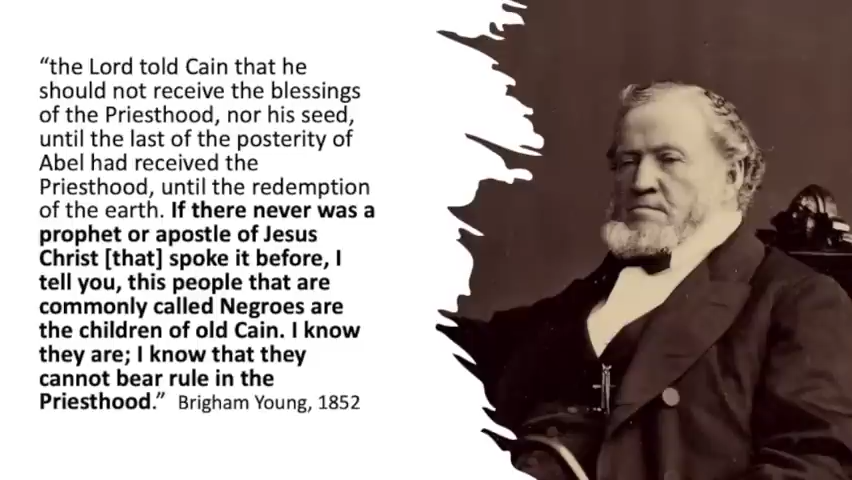 “the Lord told Cain that he
should not receive the blessings
of the Priesthood, nor his seed,
until the last of the posterity of
Abel had received the
Priesthood, until the redemption
of the earth. If there never was a
prophet or apostle of Jesus
Christ [that] spoke it before, I
tell you, this people that are
commonly called Negroes are
the children of old Cain. I know
they are; I know that they
cannot bear rule in the
Priesthood.” Brigham Young, 1852